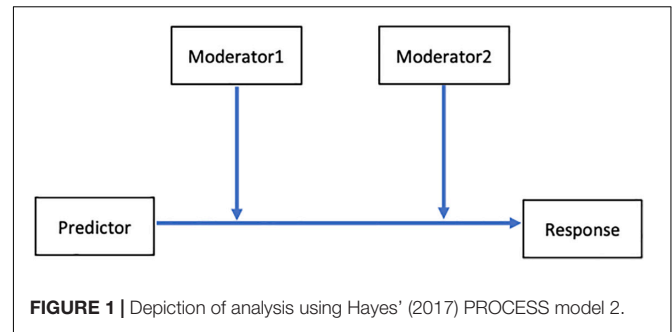 Moderator1 Moderator2
Predictor Response
FIGURE 1 | Depiction of analysis using Hayes' (2017) PROCESS model 2.